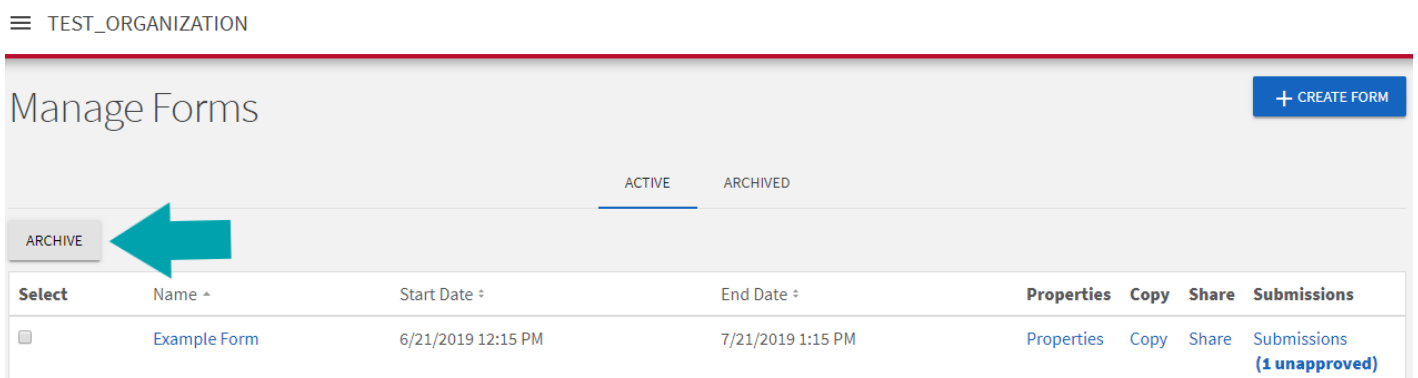 TEST_ORGANIZATION
Manage Forms
+ CREATE FORM
ACTIVE ARCHIVED
ARCHIVE
Select Name Start Date End Date Properties Copy Share Submissions
Example Form 6/21/2019 12:15 PM 7/21/2019 1:15 PM Properties Copy Share Submissions
(1 unapproved)